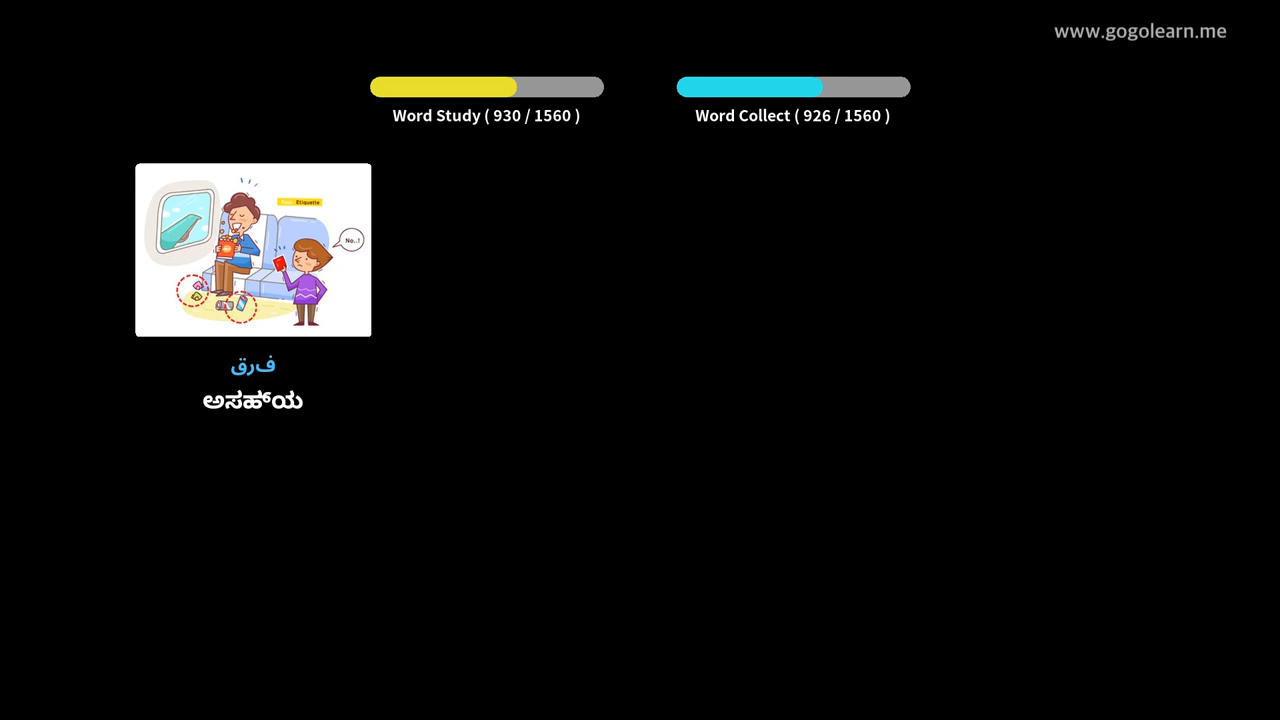 www.gogolearn.me
Word Study ( 930 / 1560 )
Word Collect ( 926 / 1560 )
Etiquette
No..!
فرق
ಅಸಹ್‌ಯ